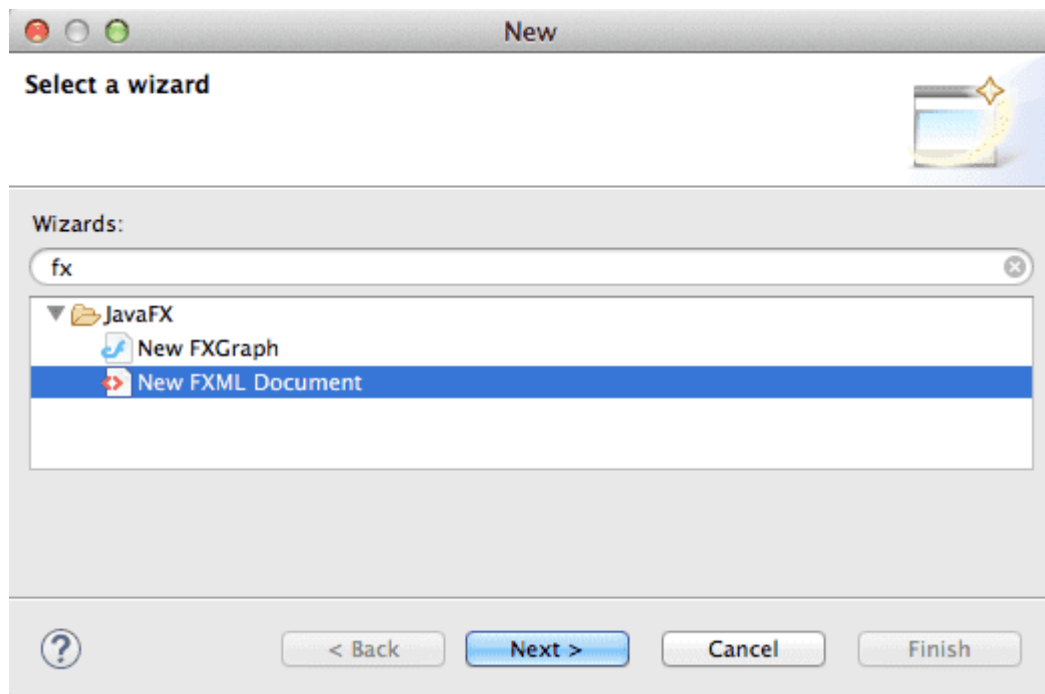 New
Select a wizard
Wizards:
fx
JavaFX
New FXGraph
New FXML Document
?
< Back Next > Cancel Finish